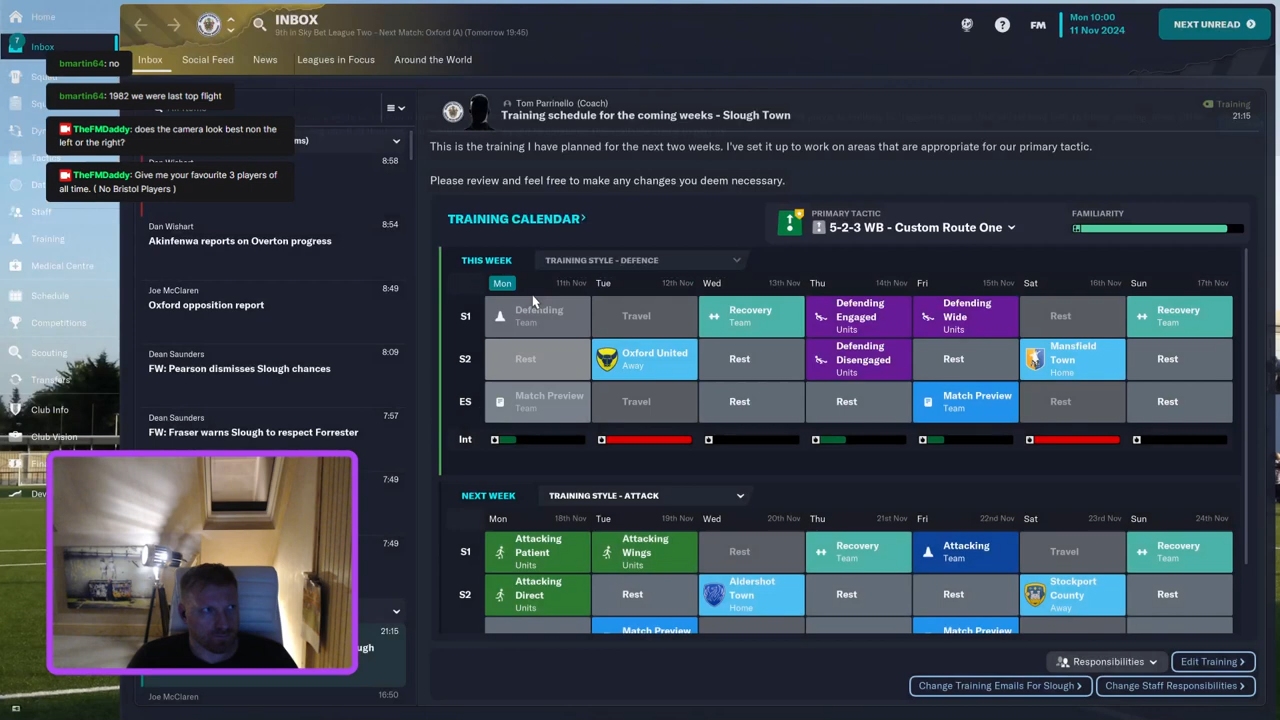 Home
INBOX
9th in Sky Bet League Two - Next Match: Oxford (A) (Tomorrow 19:45)
FM
Mon 10:00
11 Nov 2024
NEXT UNREAD
7
Inbox
Inbox
Social Feed
News
Leagues in Focus
Around the World
bmartin64: no
bmartin64: 1982 we were last top flight
TheFMDaddy: does the camera look best non the
left or the right?
TheFMDaddy: Give me your favourite 3 players of
all time. ( No Bristol Players )
Staff
Training
Medical Centre
Schedule
Competitions
Scouting
Transfers
Club Info
Club Vision
8:58
Dan Wishart
8:54
Akinfenwa reports on Overton progress
Joe McClaren
8:49
Oxford opposition report
Dean Saunders
8:09
FW: Pearson dismisses Slough chances
Dan Wishart
7:57
FW: Fraser warns Slough to respect Forrester
7:49
7:49
21:15
Joe McClaren
16:50
Tom Parrinello (Coach)
Training schedule for the coming weeks - Slough Town
Training
21:15
This is the training I have planned for the next two weeks. I've set it up to work on areas that are appropriate for our primary tactic.
Please review and feel free to make any changes you deem necessary.
TRAINING CALENDAR
PRIMARY TACTIC
5-2-3 WB - Custom Route One
FAMILIARITY
THIS WEEK
TRAINING STYLE - DEFENCE
Mon 11th Nov Tue 12th Nov Wed 13th Nov Thu 14th Nov Fri 15th Nov Sat 16th Nov Sun 17th Nov
S1
Defending
Team
Travel
Recovery
Team
Defending
Engaged
Units
Defending
Wide
Units
Rest
Recovery
Team
S2
Rest
Oxford United
Away
Rest
Defending
Disengaged
Units
Rest
Mansfield
Town
Home
Rest
ES
Match Preview
Team
Travel
Rest
Rest
Match Preview
Team
Rest
Rest
Int
NEXT WEEK
TRAINING STYLE - ATTACK
Mon 18th Nov Tue 19th Nov Wed 20th Nov Thu 21st Nov Fri 22nd Nov Sat 23rd Nov Sun 24th Nov
S1
Attacking
Patient
Units
Attacking
Wings
Units
Rest
Recovery
Team
Attacking
Team
Travel
Recovery
Team
S2
Attacking
Direct
Units
Rest
Aldershot
Town
Home
Rest
Rest
Stockport
County
Away
Rest
Match Preview
Match Preview
Responsibilities
Edit Training
Change Training Emails For Slough
Change Staff Responsibilities